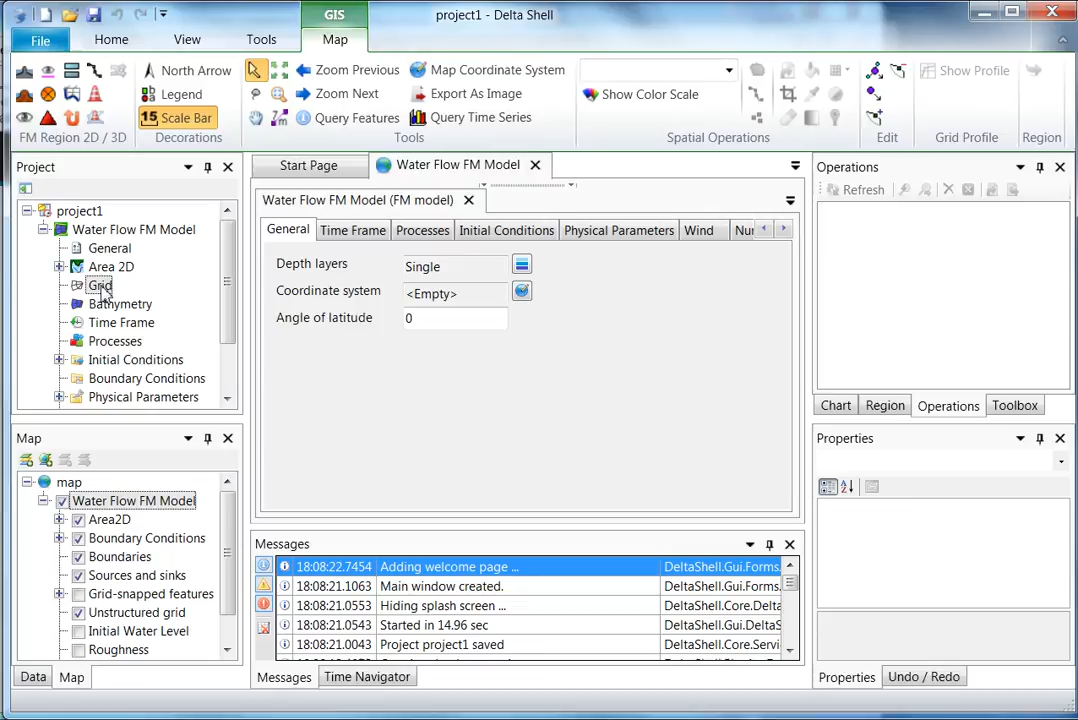 GIS
project1 - Delta Shell
File
Home
View
Tools
Map
North Arrow
Legend
15 Scale Bar
FM Region 2D / 3D
Decorations
Zoom Previous
Map Coordinate System
Zoom Next
Export As Image
Query Features
Query Time Series
Tools
Show Color Scale
Spatial Operations
Edit
Show Profile
Grid Profile
Region
Project
project1
Water Flow FM Model
General
Area 2D
Grid
Bathymetry
Time Frame
Processes
Initial Conditions
Boundary Conditions
Physical Parameters
Map
map
Water Flow FM Model
Area2D
Boundary Conditions
Boundaries
Sources and sinks
Grid-snapped features
Unstructured grid
Initial Water Level
Roughness
Data
Map
Start Page
Water Flow FM Model
Water Flow FM Model (FM model)
General
Time Frame
Processes
Initial Conditions
Physical Parameters
Wind
Depth layers Single
Coordinate system <Empty>
Angle of latitude 0
Messages
18:08:22.7454 Adding welcome page ... DeltaShell.Gui.Forms.
18:08:21.1063 Main window created. DeltaShell.Gui.Forms.
18:08:21.0553 Hiding splash screen ... DeltaShell.Core.Delta
18:08:21.0543 Started in 14.96 sec DeltaShell.Gui.DeltaS
18:08:21.0043 Project project1 saved DeltaShell.Core.Servi
Messages
Time Navigator
Operations
Refresh
Chart
Region
Operations
Toolbox
Properties
Properties
Undo / Redo